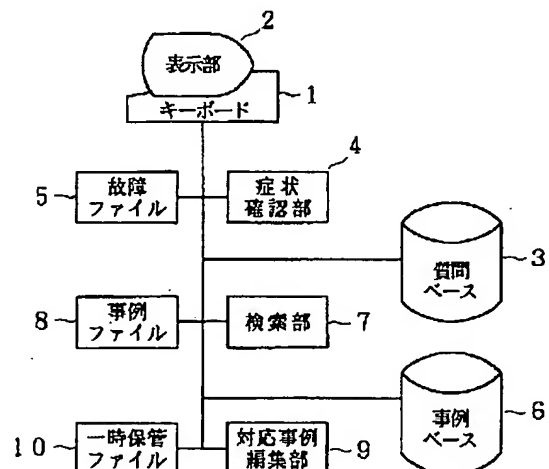 2
表示部
キーボード
1
4
5
故障
ファイル
症状
確認部
質問
ベース
3
8
事例
ファイル
検索部
7
事例
ベース
6
10
一時保管
ファイル
対応事例
編集部
9